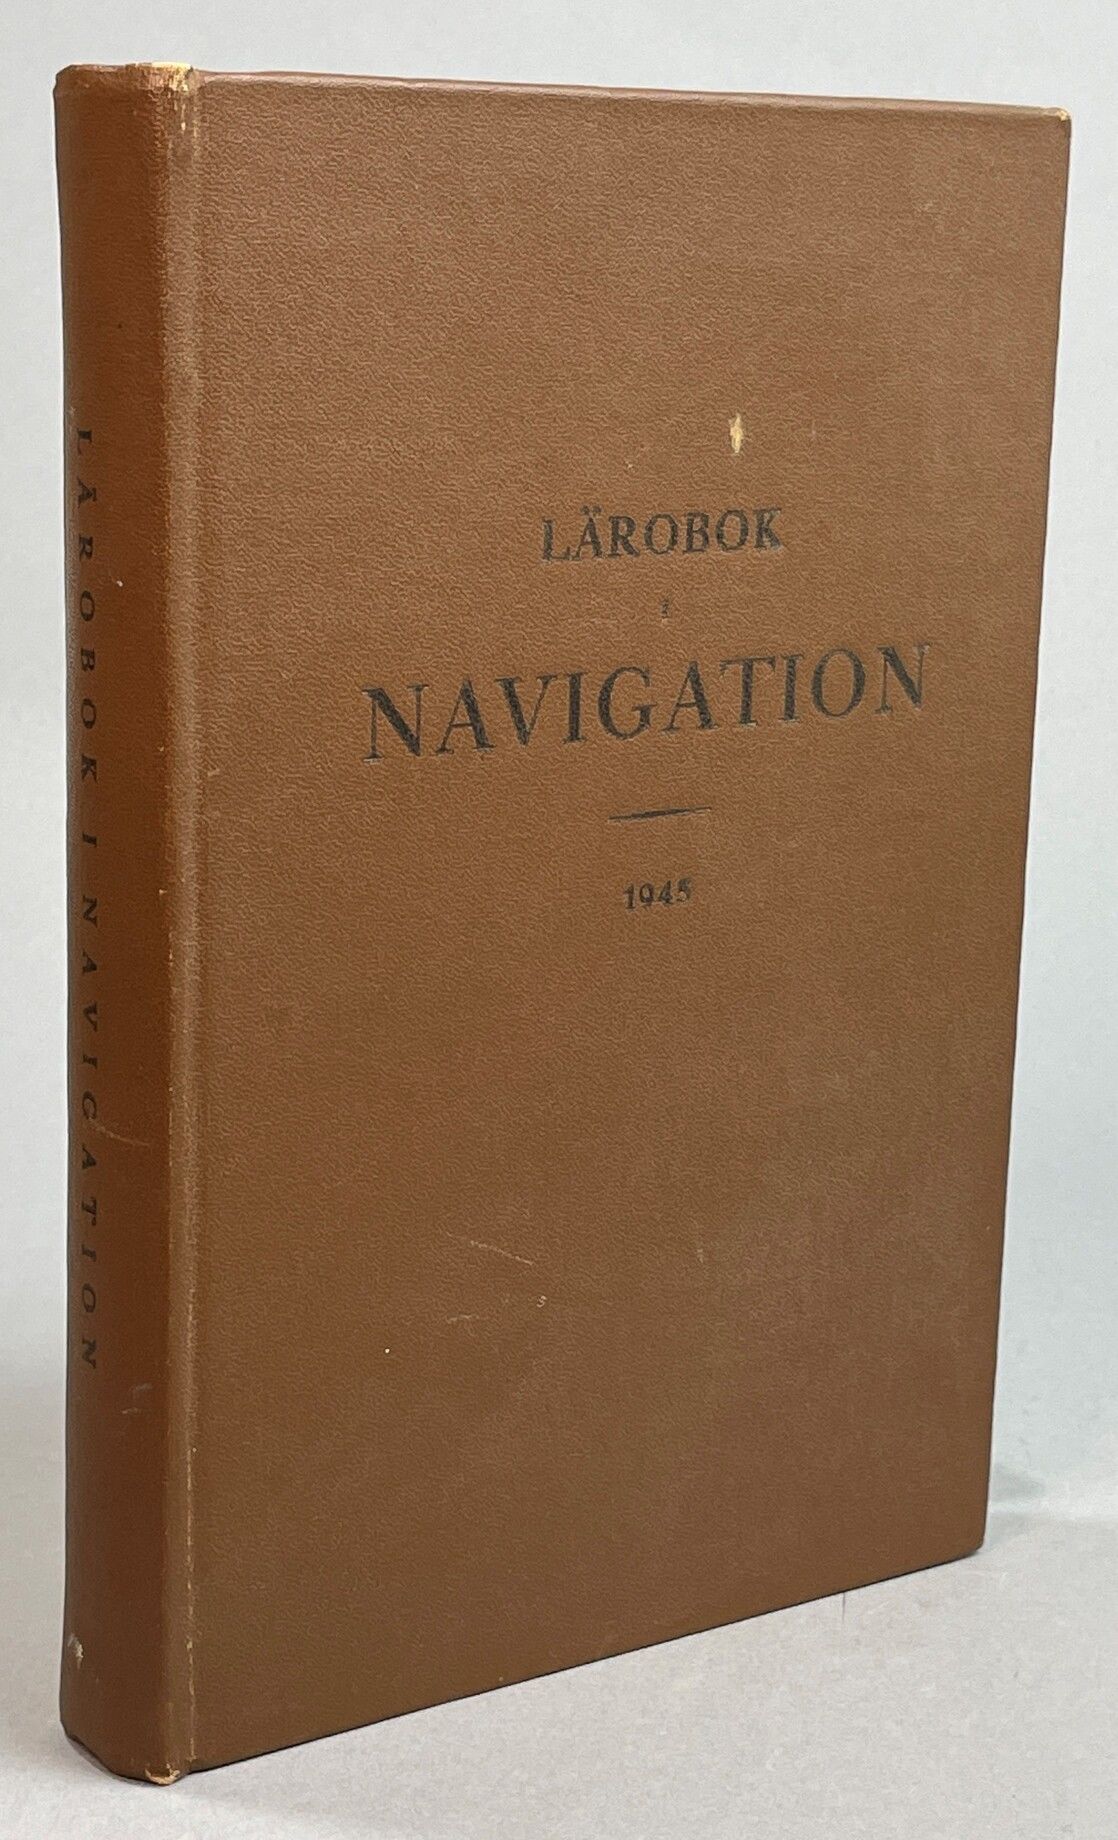 LÄROBOK I NAVIGATION
LÄROBOK
i
NAVIGATION
1945